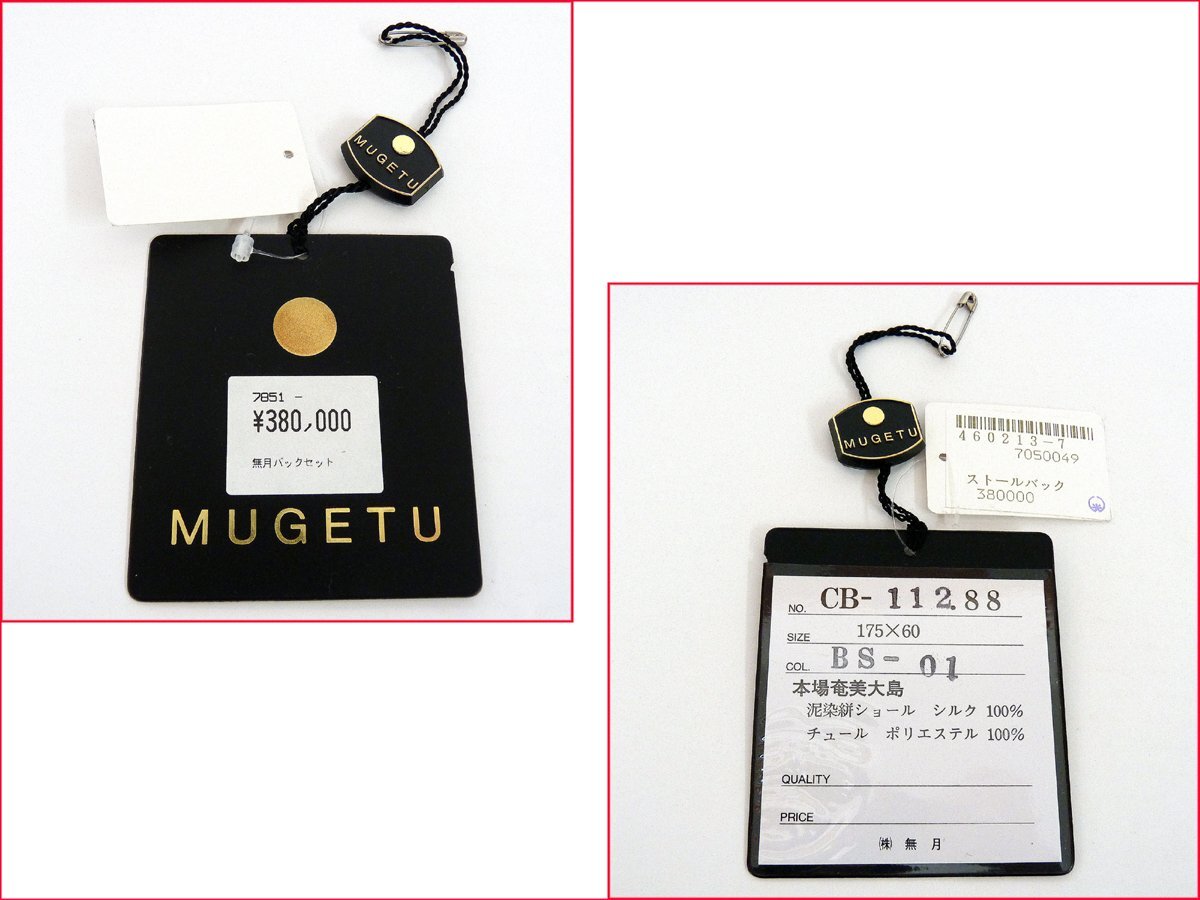 MUGETU
7851 -
¥380,000
無月バックセット
MUGETU
MUGETU
460213-7
7050049
ストールバック
380000
NO. CB-112.88
SIZE 175×60
COL. BS-01
本場奄美大島
泥染絣ショール シルク 100%
チュール ポリエステル 100%
QUALITY
PRICE
㈱ 無月